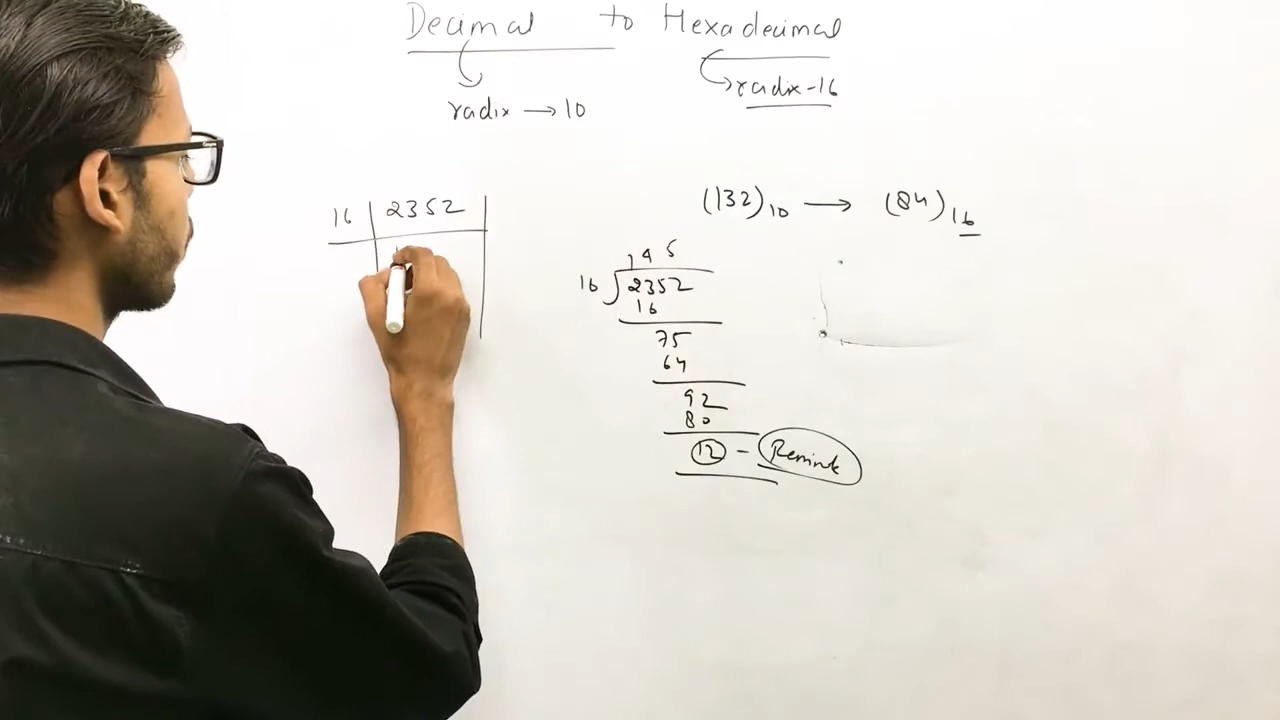 Decimal to Hexadecimal
radix → 10
radix-16
16 2352
(132)10 → (84)16
145
16 2352
16
75
64
92
80
12 -